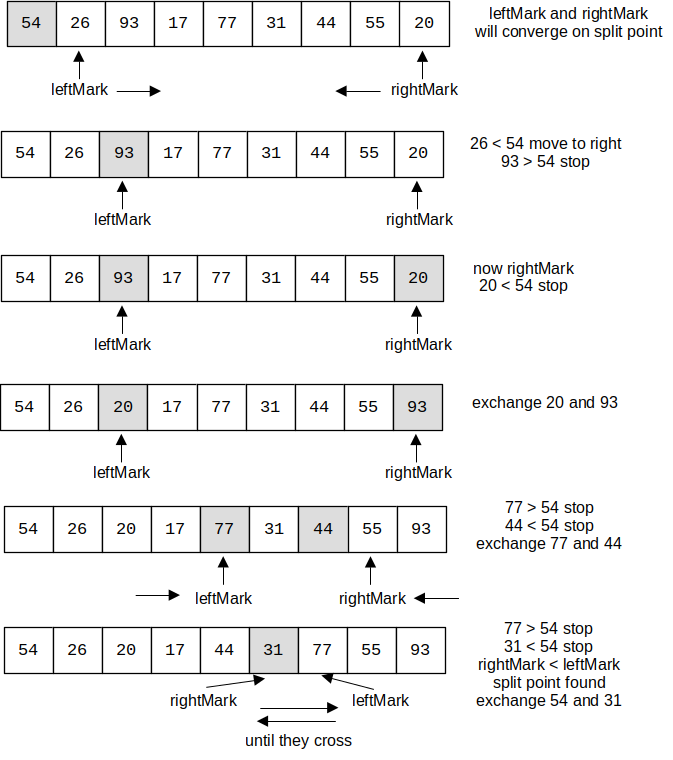 54 26 93 17 77 31 44 55 20
leftMark and rightMark
will converge on split point
leftMark rightMark
54 26 93 17 77 31 44 55 20
26 < 54 move to right
93 > 54 stop
leftMark rightMark
54 26 93 17 77 31 44 55 20
now rightMark
20 < 54 stop
leftMark rightMark
54 26 20 17 77 31 44 55 93
exchange 20 and 93
leftMark rightMark
54 26 20 17 77 31 44 55 93
77 > 54 stop
44 < 54 stop
exchange 77 and 44
leftMark rightMark
54 26 20 17 44 31 77 55 93
77 > 54 stop
31 < 54 stop
rightMark < leftMark
split point found
exchange 54 and 31
rightMark leftMark
until they cross